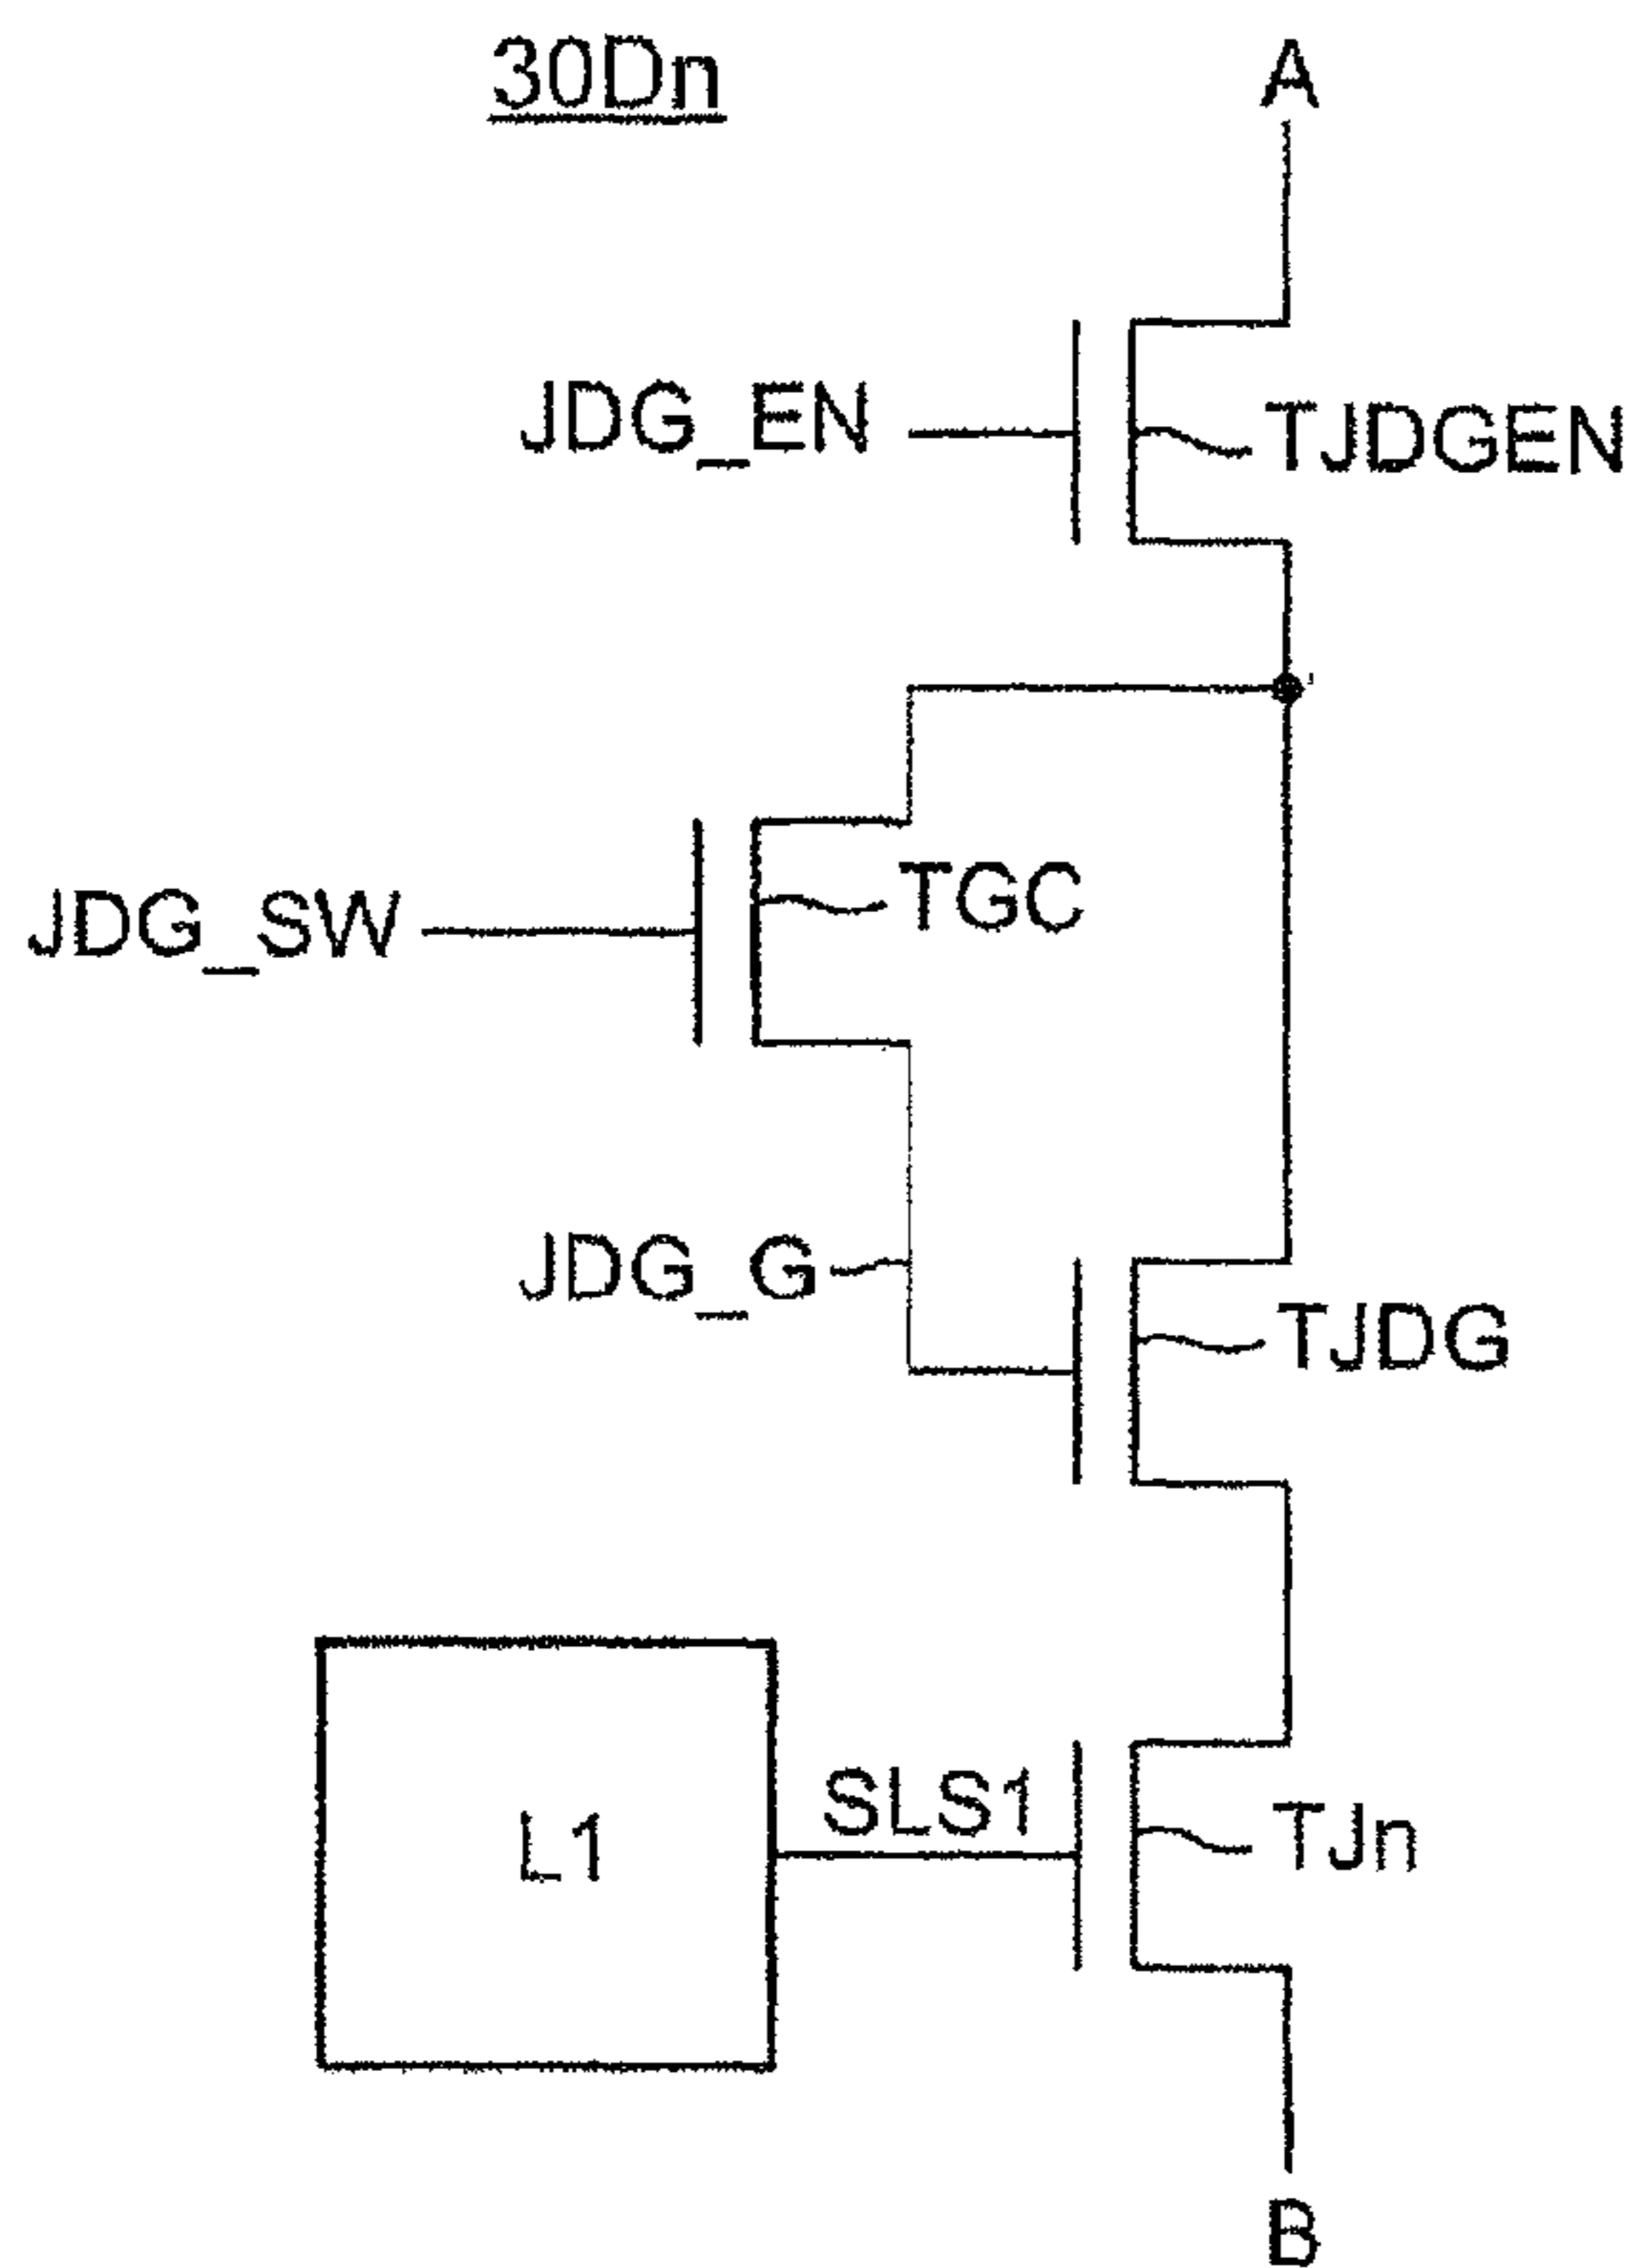 30Dn
A
JDG_EN
TJDGEN
TGC
JDG_SW
JDG_G
TJDG
SLS1
L1
TJn
B